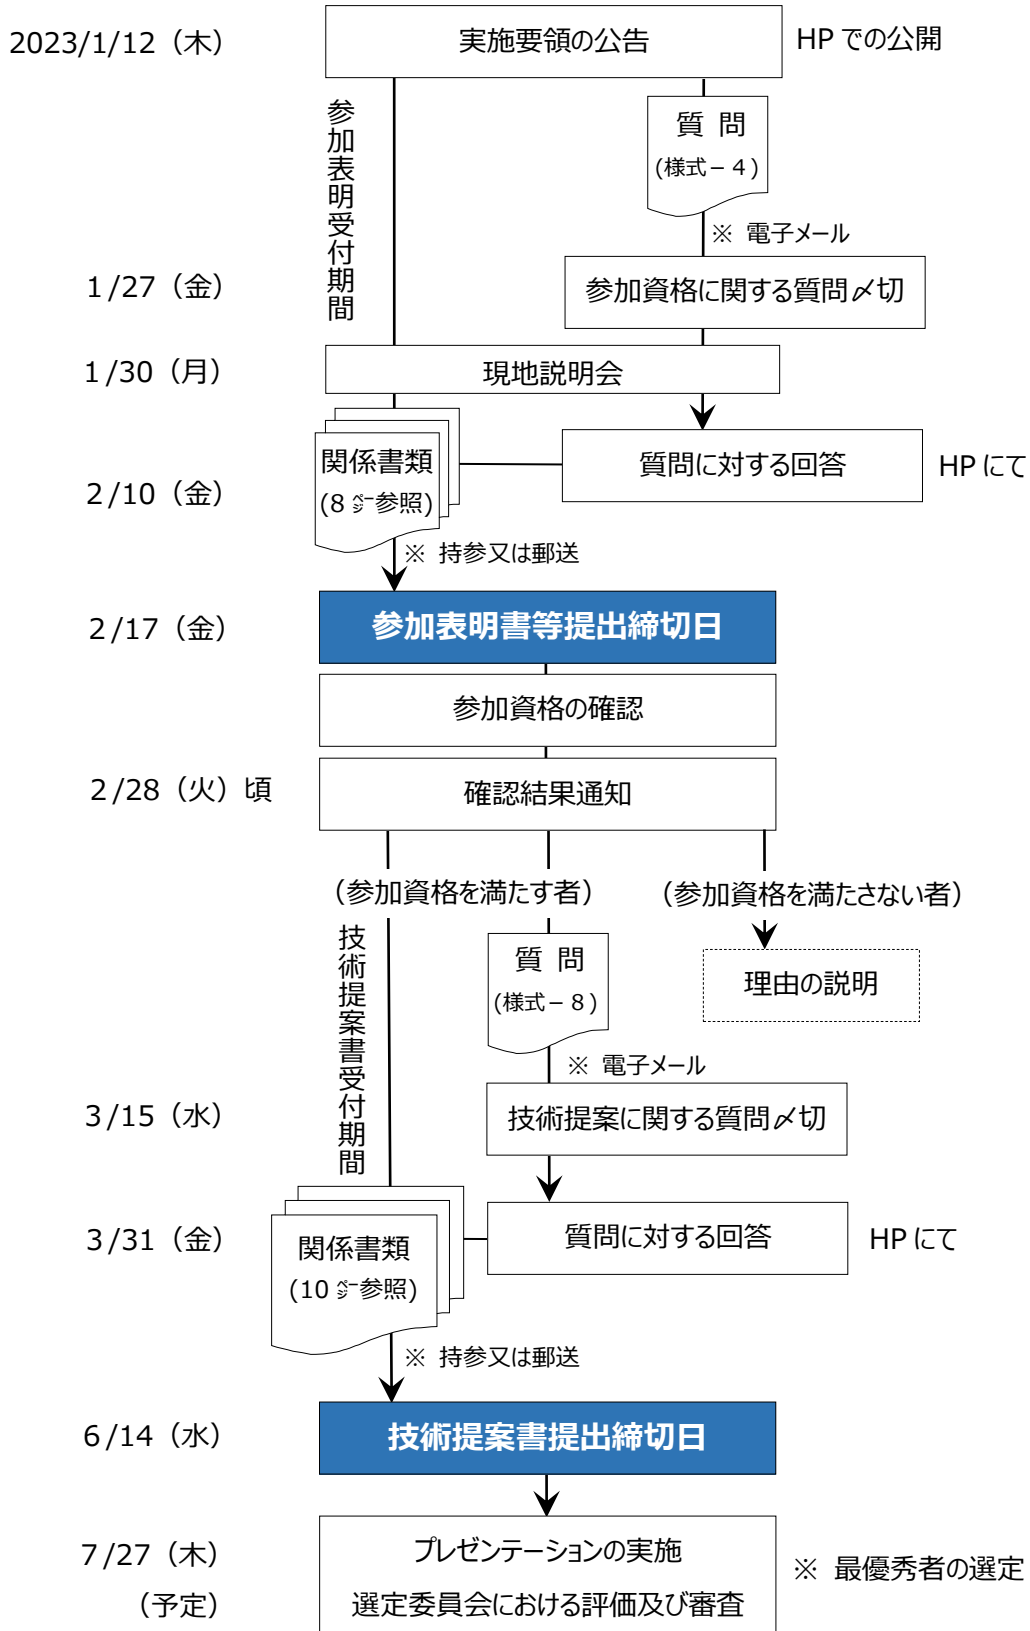 2023/1/12（木）
実施要領の公告
HP での公開
参加表明受付期間
質 問
(様式－４)
※ 電子メール
1/27（金）
参加資格に関する質問〆切
1/30（月）
現地説明会
関係書類
(8 ㌻参照)
質問に対する回答
HP にて
2/10（金）
※ 持参又は郵送
2/17（金）
参加表明書等提出締切日
参加資格の確認
2/28（火）頃
確認結果通知
（参加資格を満たす者）
（参加資格を満たさない者）
技術提案書受付期間
質 問
(様式－８)
理由の説明
※ 電子メール
3/15（水）
技術提案に関する質問〆切
3/31（金）
関係書類
(10 ㌻参照)
質問に対する回答
HP にて
※ 持参又は郵送
6/14（水）
技術提案書提出締切日
7/27（木）
（予定）
プレゼンテーションの実施
選定委員会における評価及び審査
※ 最優秀者の選定